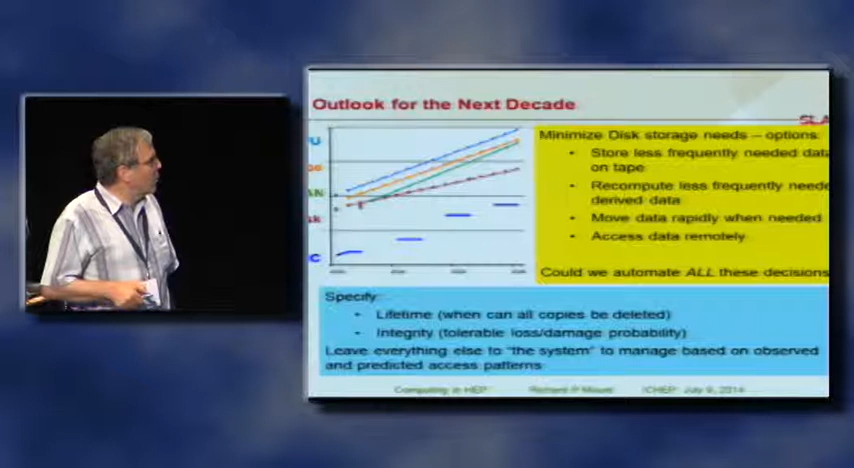 Outlook for the Next Decade
SLA
Minimize Disk storage needs – options:
• Store less frequently needed data
on tape
• Recompute less frequently neede
derived data
• Move data rapidly when needed
• Access data remotely
Could we automate ALL these decisions
Specify:
• Lifetime (when can all copies be deleted)
• Integrity (tolerable loss/damage probability)
Leave everything else to "the system" to manage based on observed
and predicted access patterns
Computing in HEP Richard P ICHEP July 9, 2014